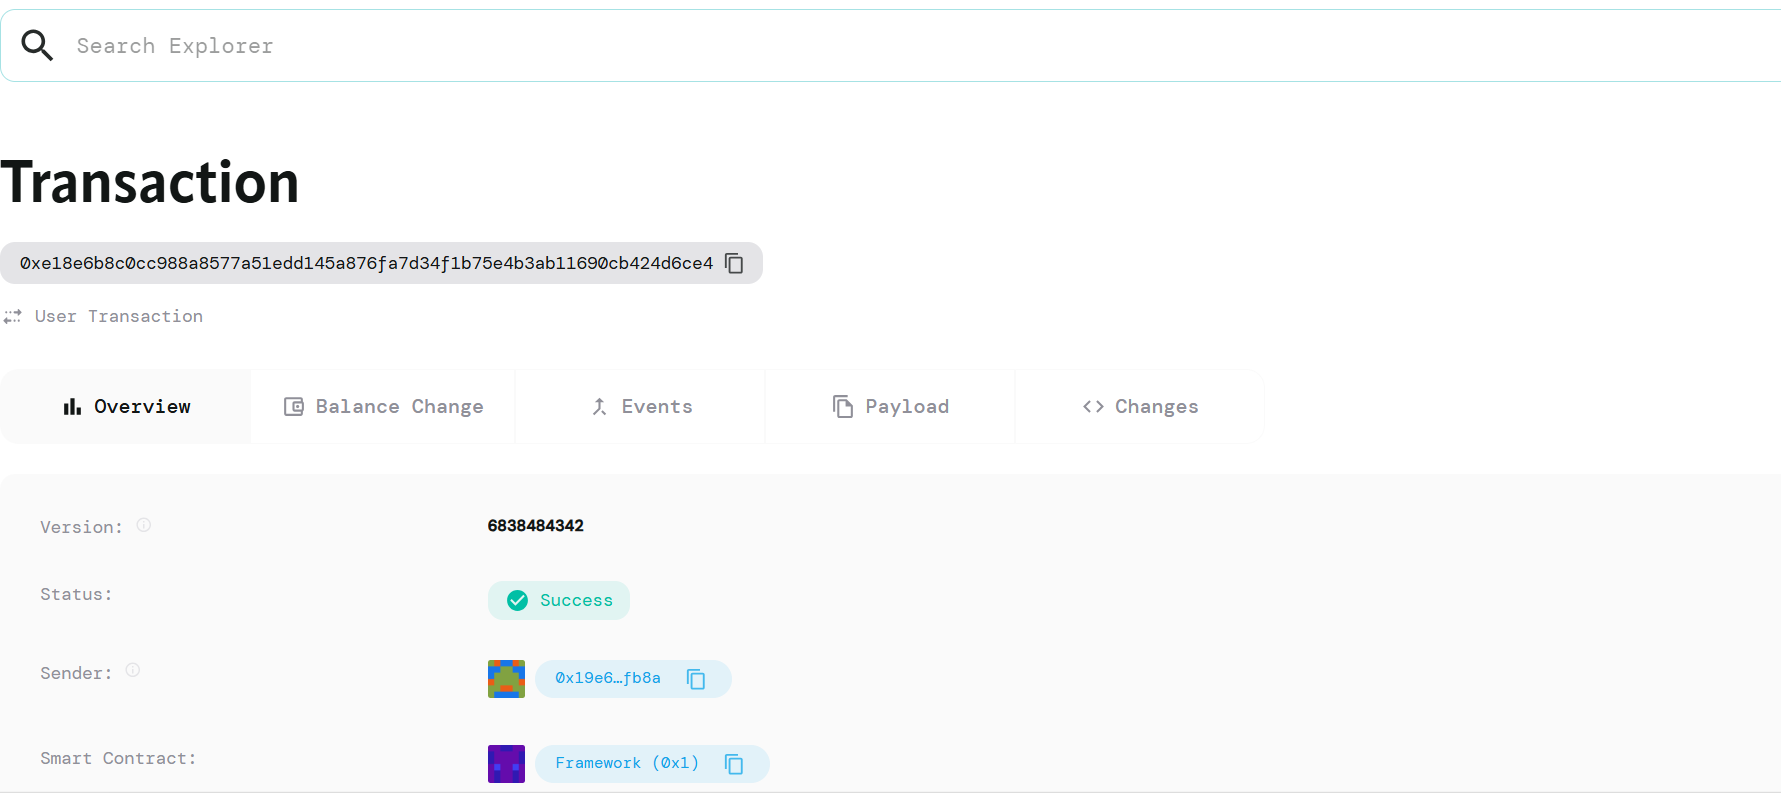 Search Explorer
Transaction
0xe18e6b8c0cc988a8577a51edd145a876fa7d34f1b75e4b3ab11690cb424d6ce4
User Transaction
Overview
Balance Change
Events
Payload
Changes
Version:
6838484342
Status:
Success
Sender:
0x19e6…fb8a
Smart Contract:
Framework (0x1)